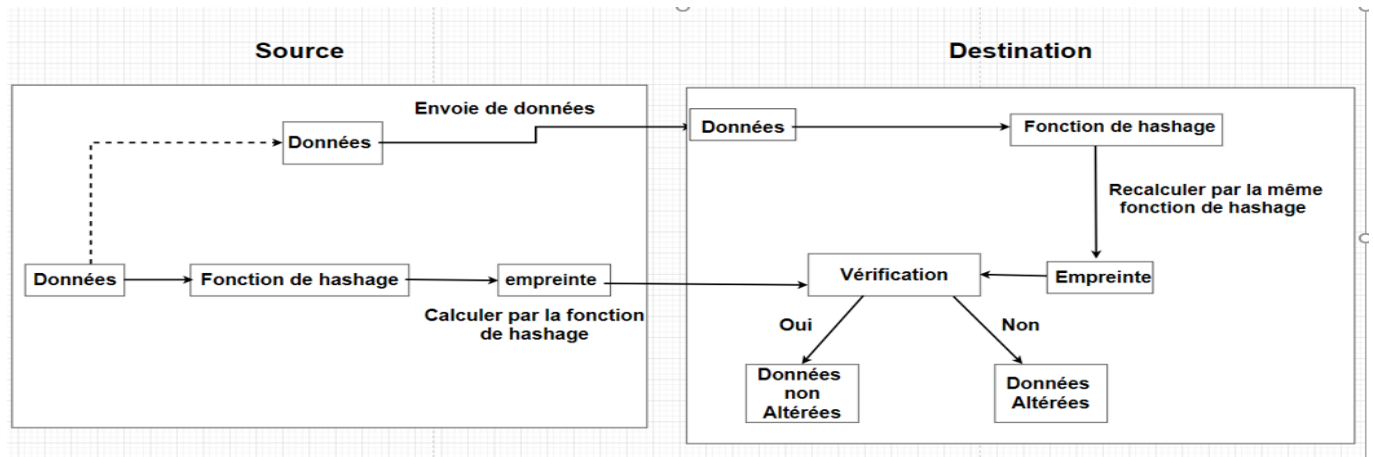 Source
Destination
Envoie de données
Données
Données
Fonction de hashage
Recalculer par la même
fonction de hashage
Données
Fonction de hashage
empreinte
Calculer par la fonction
de hashage
Vérification
Empreinte
Oui
Non
Données
non
Altérées
Données
Altérées